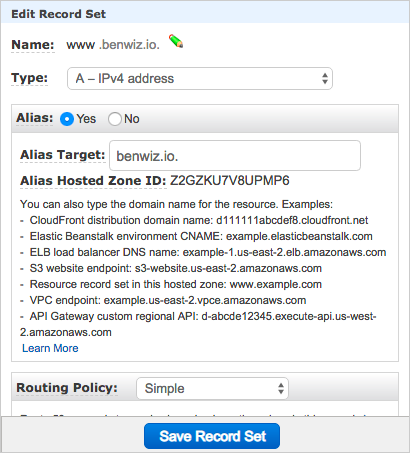 Edit Record Set
Name: www .benwiz.io.
Type: A – IPv4 address
Alias: Yes No
Alias Target: benwiz.io.
Alias Hosted Zone ID: Z2GZKU7V8UPMP6
You can also type the domain name for the resource. Examples:
- CloudFront distribution domain name: d111111abcdef8.cloudfront.net
- Elastic Beanstalk environment CNAME: example.elasticbeanstalk.com
- ELB load balancer DNS name: example-1.us-east-2.elb.amazonaws.com
- S3 website endpoint: s3-website.us-east-2.amazonaws.com
- Resource record set in this hosted zone: www.example.com
- VPC endpoint: example.us-east-2.vpce.amazonaws.com
- API Gateway custom regional API: d-abcde12345.execute-api.us-west-
2.amazonaws.com
Learn More
Routing Policy: Simple
Save Record Set